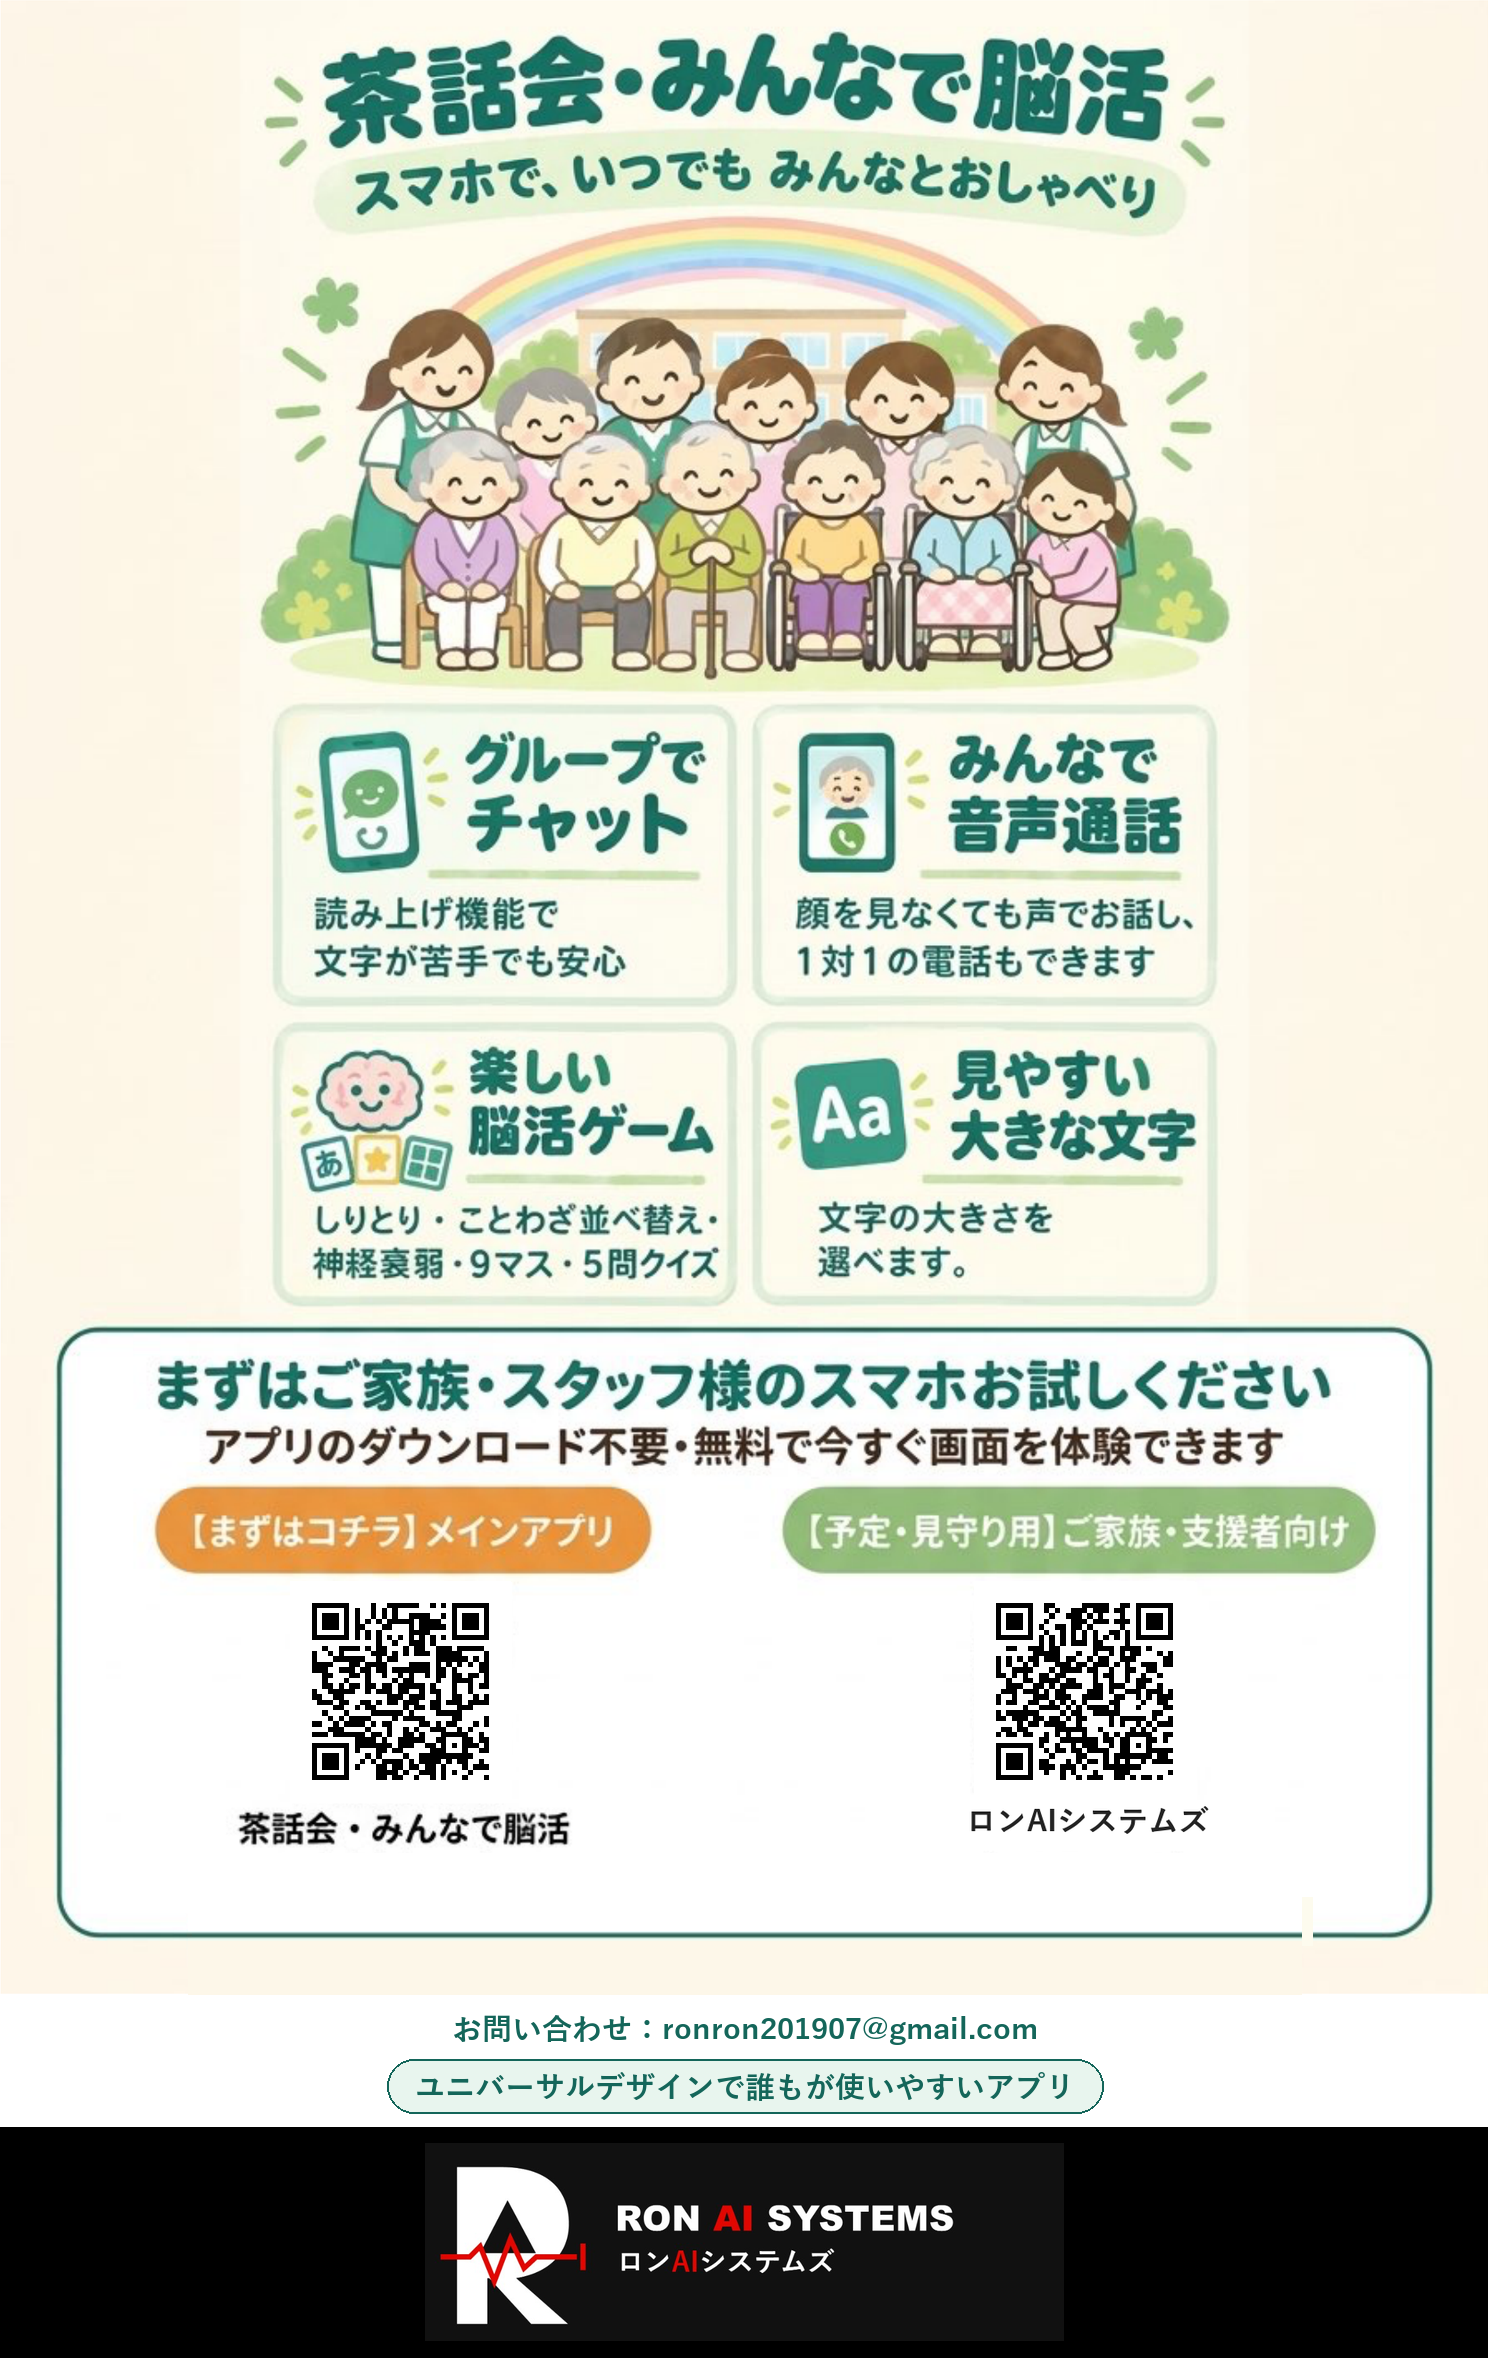 茶話会・みんなで脳活
スマホで、いつでも みんなとおしゃべり
グループで
チャット
読み上げ機能で
文字が苦手でも安心
みんなで
音声通話
顔を見なくても声でお話し、
1対1の電話もできます
あ
楽しい
脳活ゲーム
しりとり・ことわざ並べ替え・
神経衰弱・9マス・5問クイズ
Aa
見やすい
大きな文字
文字の大きさを
選べます。
まずはご家族・スタッフ様のスマホお試しください
アプリのダウンロード不要・無料で今すぐ画面を体験できます
【まずはコチラ】メインアプリ
【予定・見守り用】ご家族・支援者向け
茶話会・みんなで脳活
ロンAIシステムズ
お問い合わせ：ronron201907@gmail.com
ユニバーサルデザインで誰もが使いやすいアプリ
R
RON AI SYSTEMS
ロンAIシステムズ